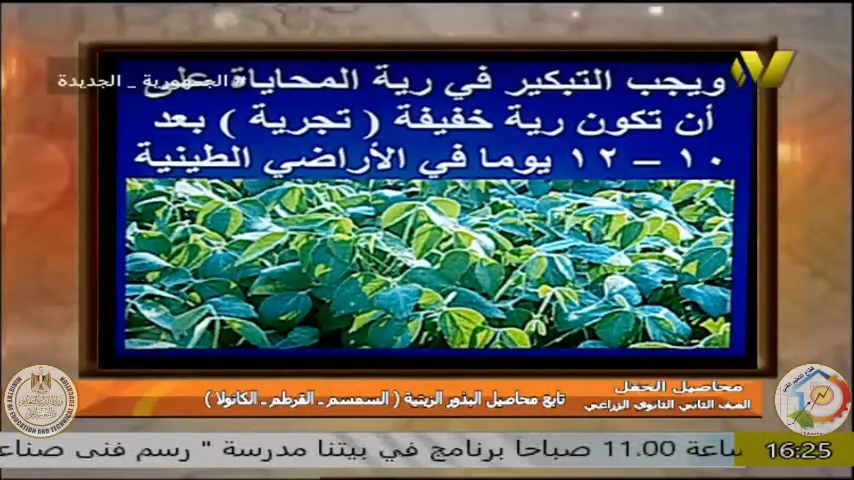 ويجب التبكير في رية المحاياة على
#الجمهورية _ الجديدة
أن تكون رية خفيفة ( تجرية ) بعد
١٠ – ١٢ يوما في الأراضي الطينية
محاصيل الحقل
الصف الثاني الثانوي الزراعي
تابع محاصيل البذور الزيتية ( السمسم _ القرطم _ الكانولا )
ساعة 11.00 صباحا برنامج في بيتنا مدرسة " رسم فنى صناعـ
16:25